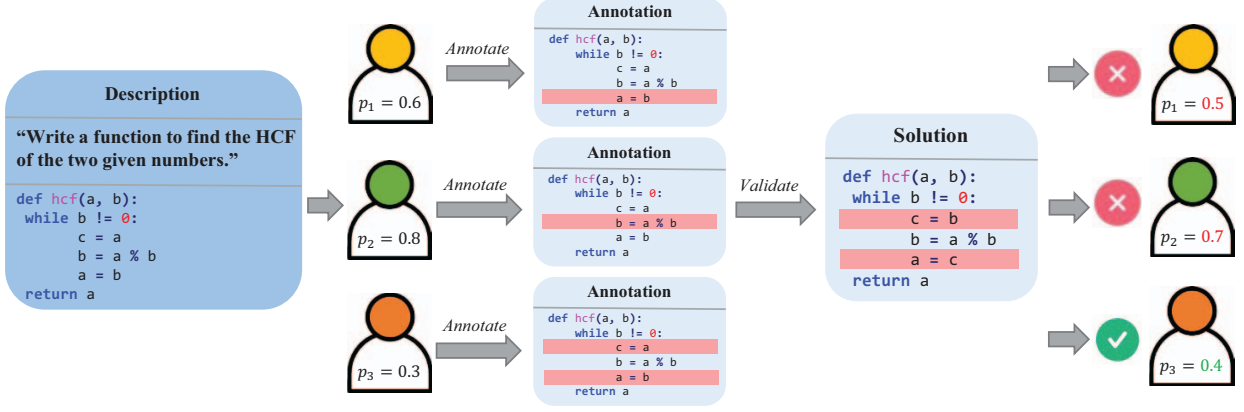 Description
“Write a function to find the HCF
of the two given numbers.”
def hcf(a, b):
while b != 0:
c = a
b = a % b
a = b
return a
p₁ = 0.6
Annotate
Annotation
def hcf(a, b):
while b != 0:
c = a
b = a % b
a = b
return a
p₂ = 0.8
Annotate
Annotation
def hcf(a, b):
while b != 0:
c = a
b = a % b
a = b
return a
p₃ = 0.3
Annotate
Annotation
def hcf(a, b):
while b != 0:
c = a
b = a % b
a = b
return a
Validate
Solution
def hcf(a, b):
while b != 0:
c = b
b = a % b
a = c
return a
p₁ = 0.5
p₂ = 0.7
p₃ = 0.4